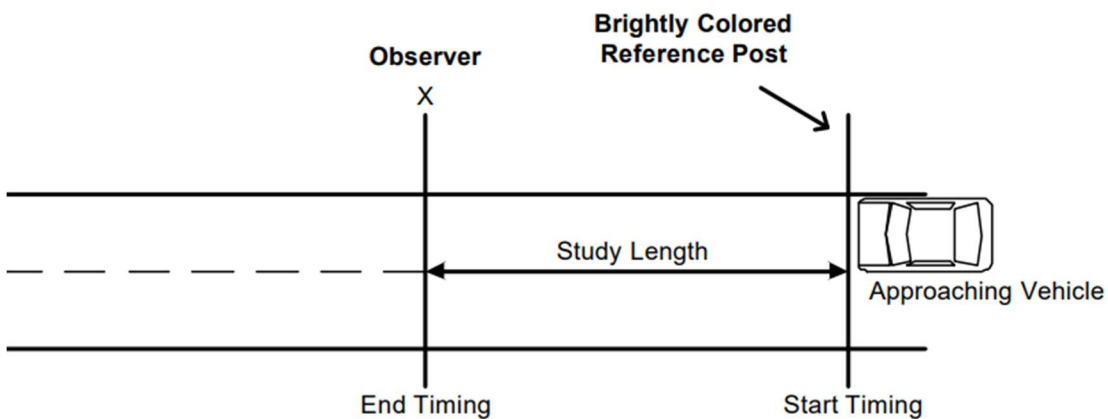 Brightly Colored
Reference Post
Observer
X
Study Length
Approaching Vehicle
End Timing
Start Timing